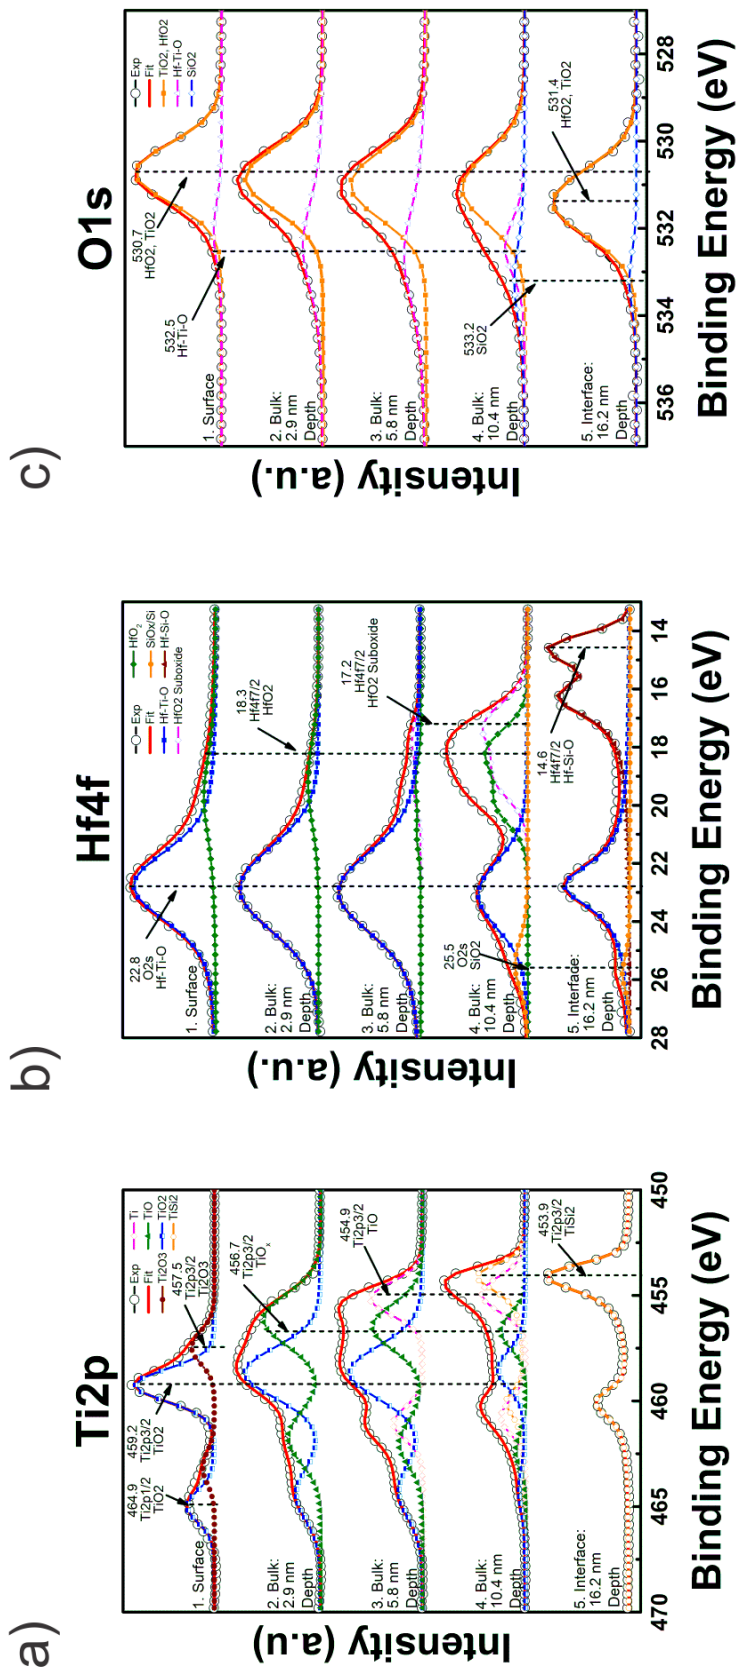 a)
Ti2p
Exp
Fit
Ti2O3
Ti
TiO
TiO2
TiSi2
464.9
Ti2p1/2
TiO2
459.2
Ti2p3/2
TiO2
457.5
Ti2p3/2
Ti2O3
1. Surface
456.7
Ti2p3/2
TiOx
2. Bulk:
2.9 nm
Depth
454.9
Ti2p3/2
TiO
3. Bulk:
5.8 nm
Depth
4. Bulk:
10.4 nm
Depth
453.9
Ti2p3/2
TiSi2
5. Interface:
16.2 nm
Depth
Intensity (a.u)
470
465
460
455
450
Binding Energy (eV)
b)
Hf4f
Exp
Fit
Hf-Ti-O
HfO2 Suboxide
HfO2
SiOx/Si
Hf-Si-O
22.8
O2s
Hf-Ti-O
1. Surface
18.3
Hf4f7/2
HfO2
2. Bulk:
2.9 nm
Depth
17.2
Hf4f7/2
HfO2 Suboxide
3. Bulk:
5.8 nm
Depth
25.5
O2s
SiO2
4. Bulk:
10.4 nm
Depth
14.6
Hf4f7/2
Hf-Si-O
5. Interface:
16.2 nm
Depth
Intensity (a.u)
28
26
24
22
20
18
16
14
Binding Energy (eV)
c)
O1s
Exp
Fit
TiO2, HfO2
Hf-Ti-O
SiO2
530.7
HfO2, TiO2
1. Surface
532.5
Hf-Ti-O
2. Bulk:
2.9 nm
Depth
3. Bulk:
5.8 nm
Depth
533.2
SiO2
4. Bulk:
10.4 nm
Depth
531.4
HfO2, TiO2
5. Interface:
16.2 nm
Depth
Intensity (a.u.)
536
534
532
530
528
Binding Energy (eV)